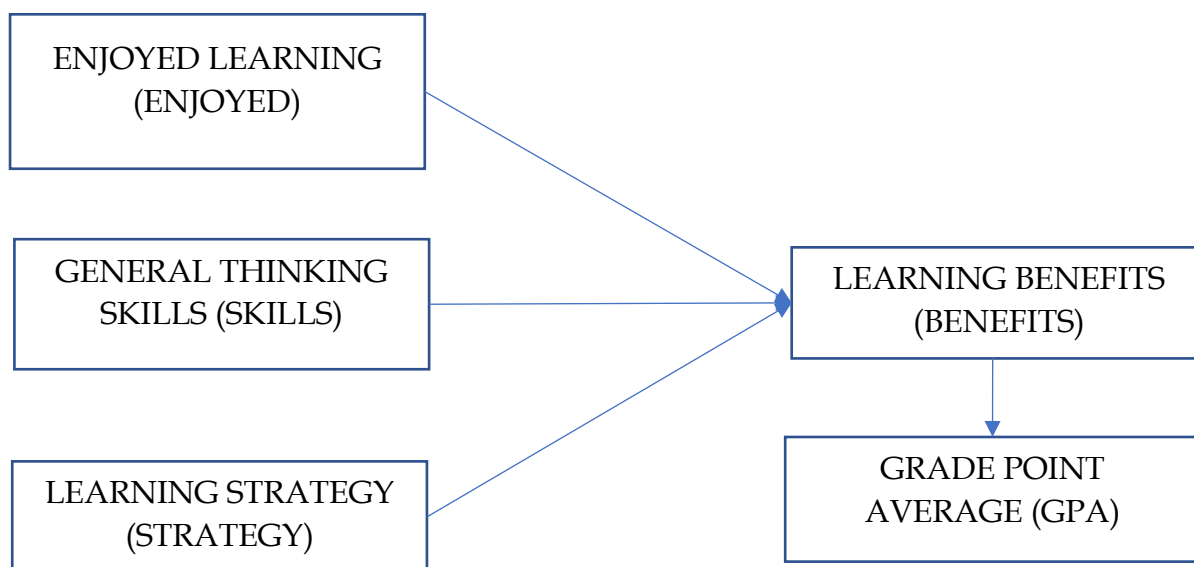 ENJOYED LEARNING
(ENJOYED)
GENERAL THINKING
SKILLS (SKILLS)
LEARNING STRATEGY
(STRATEGY)
LEARNING BENEFITS
(BENEFITS)
GRADE POINT
AVERAGE (GPA)